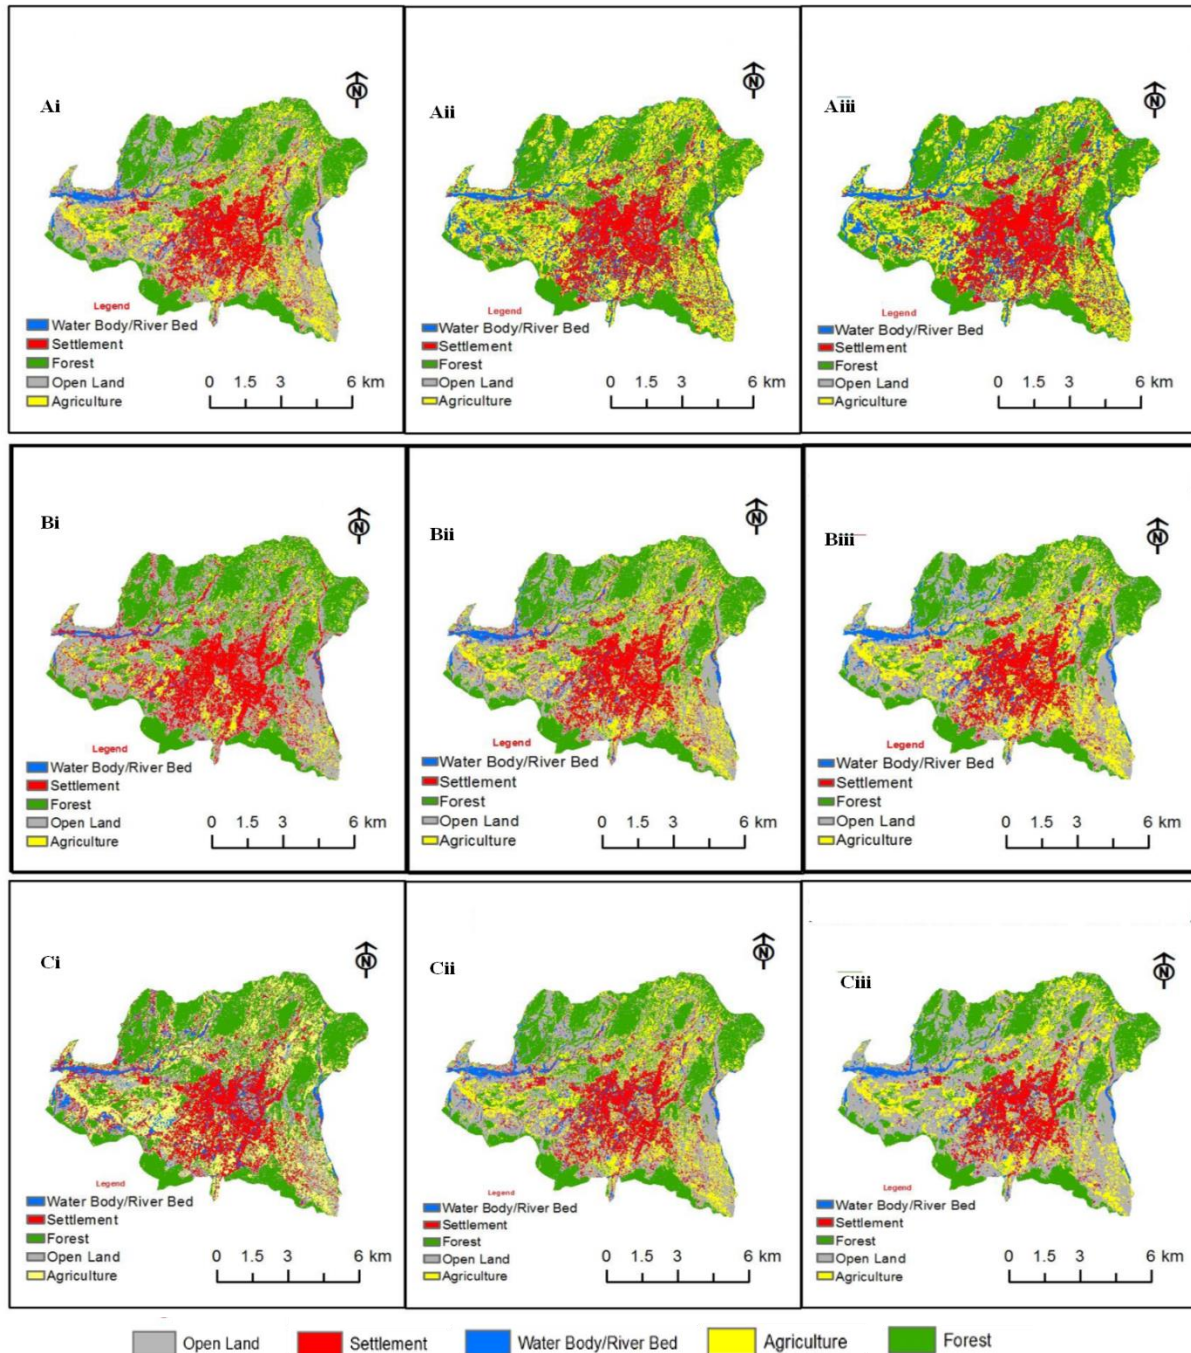 Ai
N
Legend
Water Body/River Bed
Settlement
Forest
Open Land
Agriculture
0 1.5 3 6 km
Aii
N
Legend
Water Body/River Bed
Settlement
Forest
Open Land
Agriculture
0 1.5 3 6 km
Aiii
N
Legend
Water Body/River Bed
Settlement
Forest
Open Land
Agriculture
0 1.5 3 6 km
Bi
N
Legend
Water Body/River Bed
Settlement
Forest
Open Land
Agriculture
0 1.5 3 6 km
Bii
N
Legend
Water Body/River Bed
Settlement
Forest
Open Land
Agriculture
0 1.5 3 6 km
Biii
N
Legend
Water Body/River Bed
Settlement
Forest
Open Land
Agriculture
0 1.5 3 6 km
Ci
N
Legend
Water Body/River Bed
Settlement
Forest
Open Land
Agriculture
0 1.5 3 6 km
Cii
N
Legend
Water Body/River Bed
Settlement
Forest
Open Land
Agriculture
0 1.5 3 6 km
Ciii
N
Legend
Water Body/River Bed
Settlement
Forest
Open Land
Agriculture
0 1.5 3 6 km
Open Land Settlement Water Body/River Bed Agriculture Forest